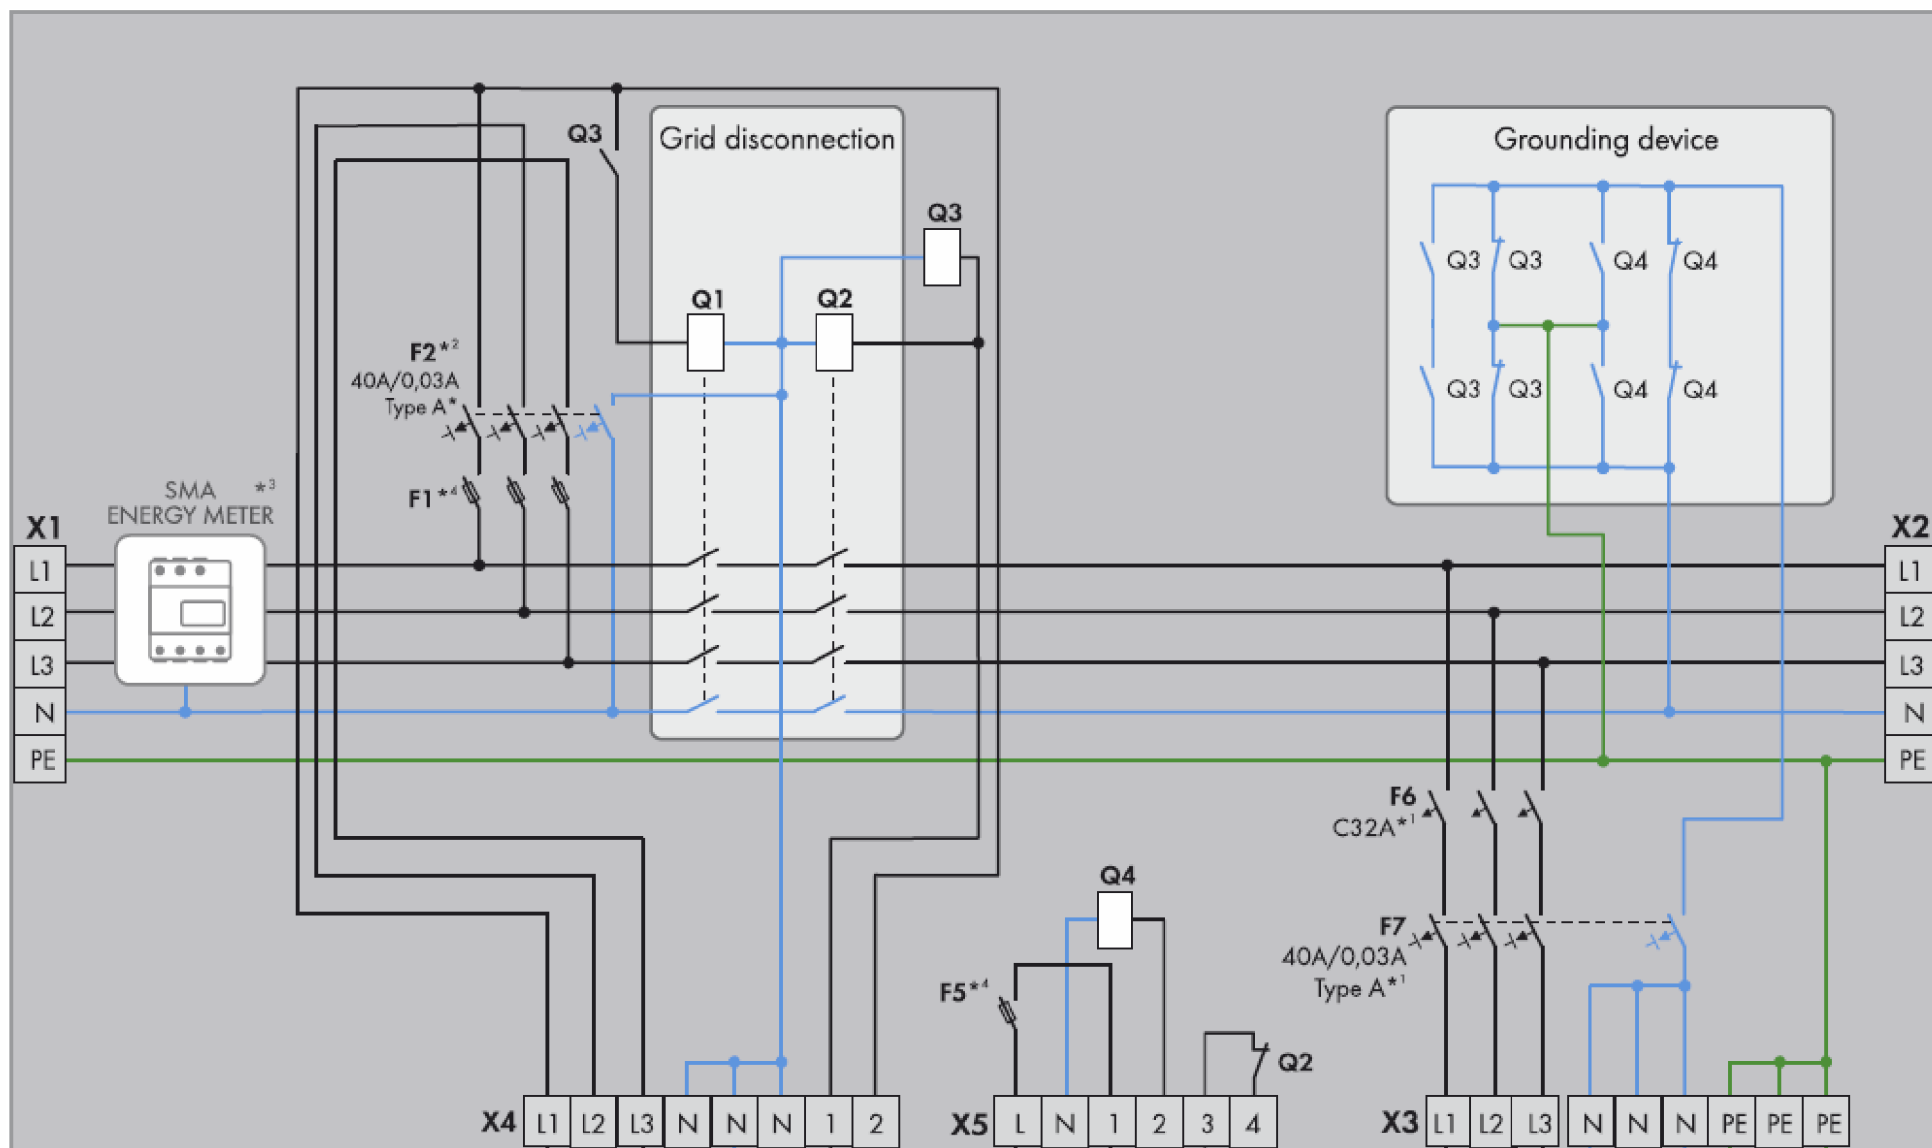 Grid disconnection
Grounding device
Q3
Q3
Q1
Q2
Q3
Q3
Q4
Q4
Q3
Q3
Q4
Q4
F2*2
40A/0,03A
Type A*
F1*4
SMA *3
ENERGY METER
X1
L1
L2
L3
N
PE
X2
L1
L2
L3
N
PE
F6
C32A*1
F7
40A/0,03A
Type A*1
Q4
F5*4
Q2
X4 L1 L2 L3 N N N 1 2
X5 L N 1 2 3 4
X3 L1 L2 L3 N N N PE PE PE